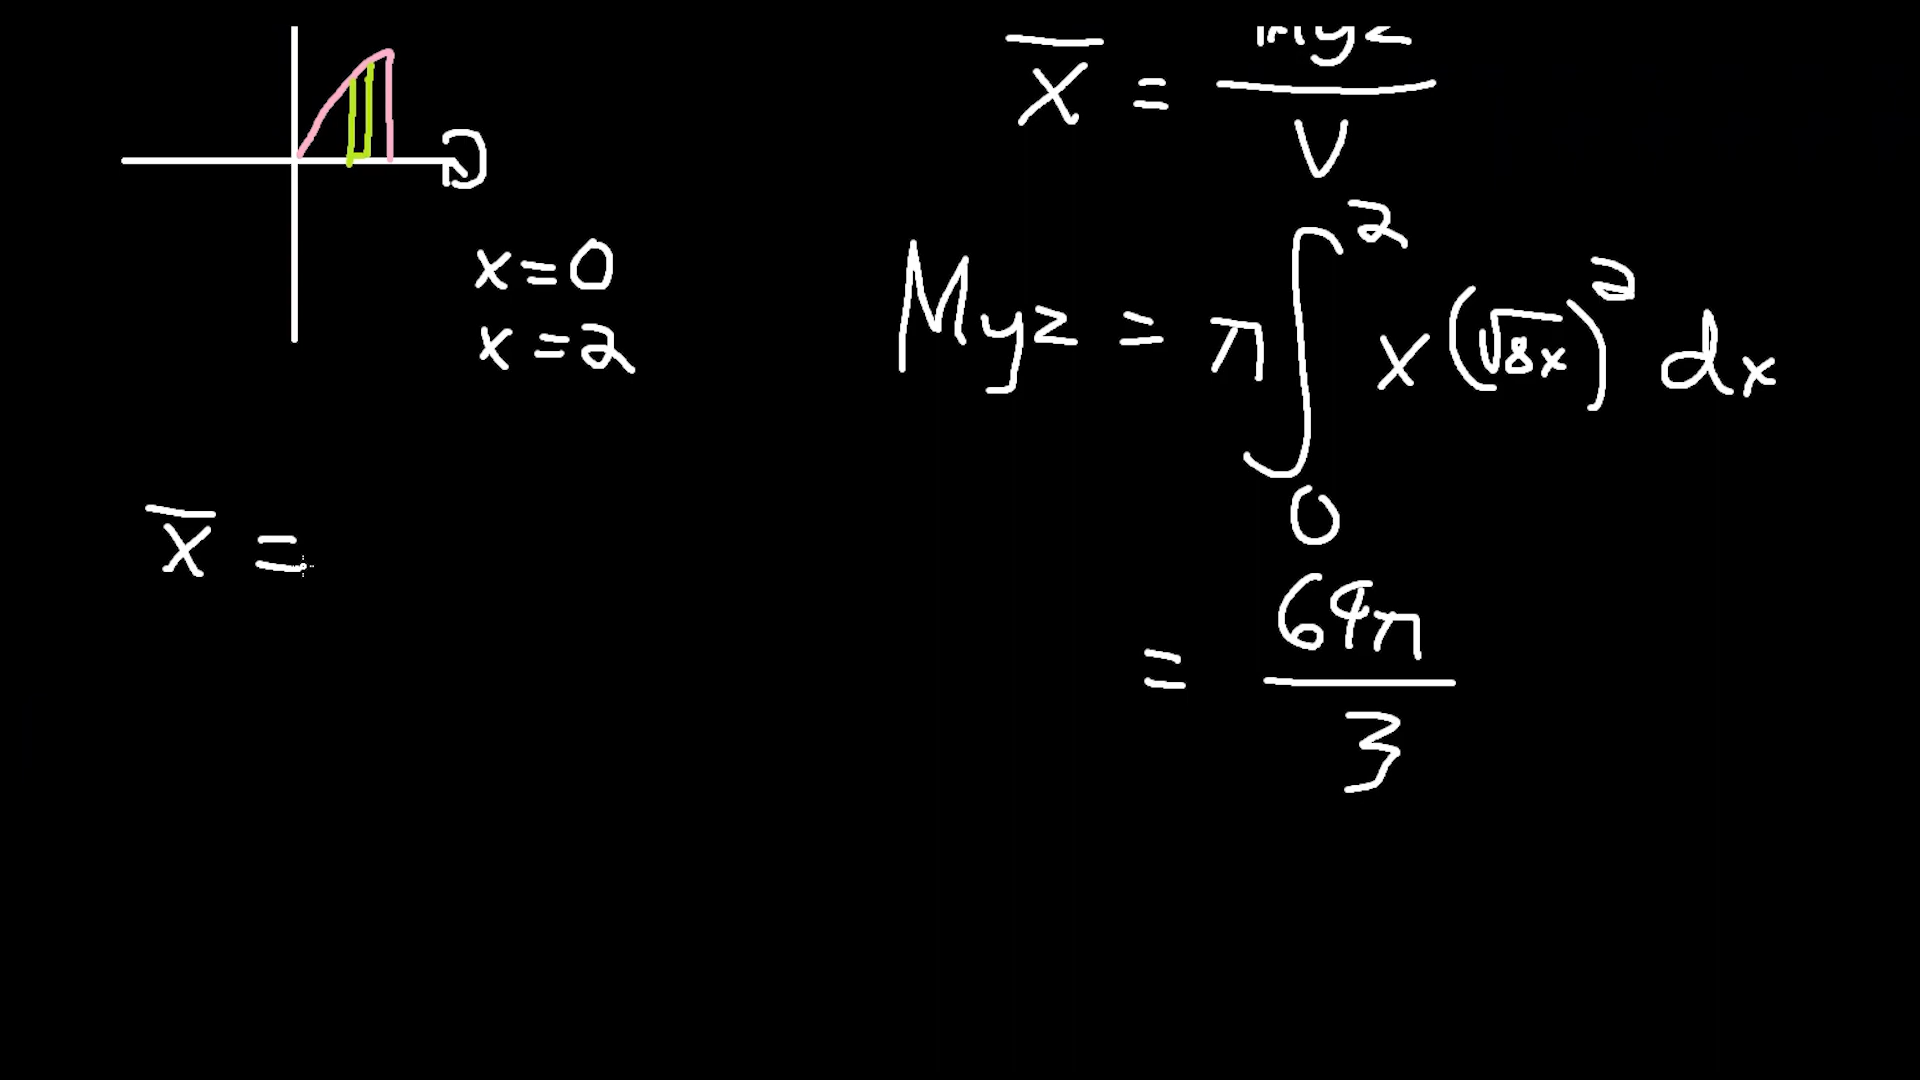 x=0
x=2
x̄ =
x̄ = Myz / V
Myz = π ∫₀² x(√8x)² dx
= 64π / 3